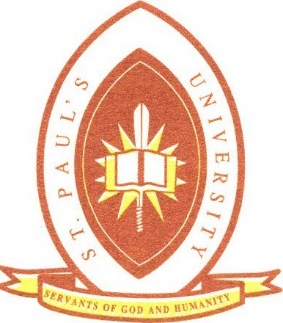 ST. PAUL'S UNIVERSITY
SERVANTS OF GOD AND HUMANITY